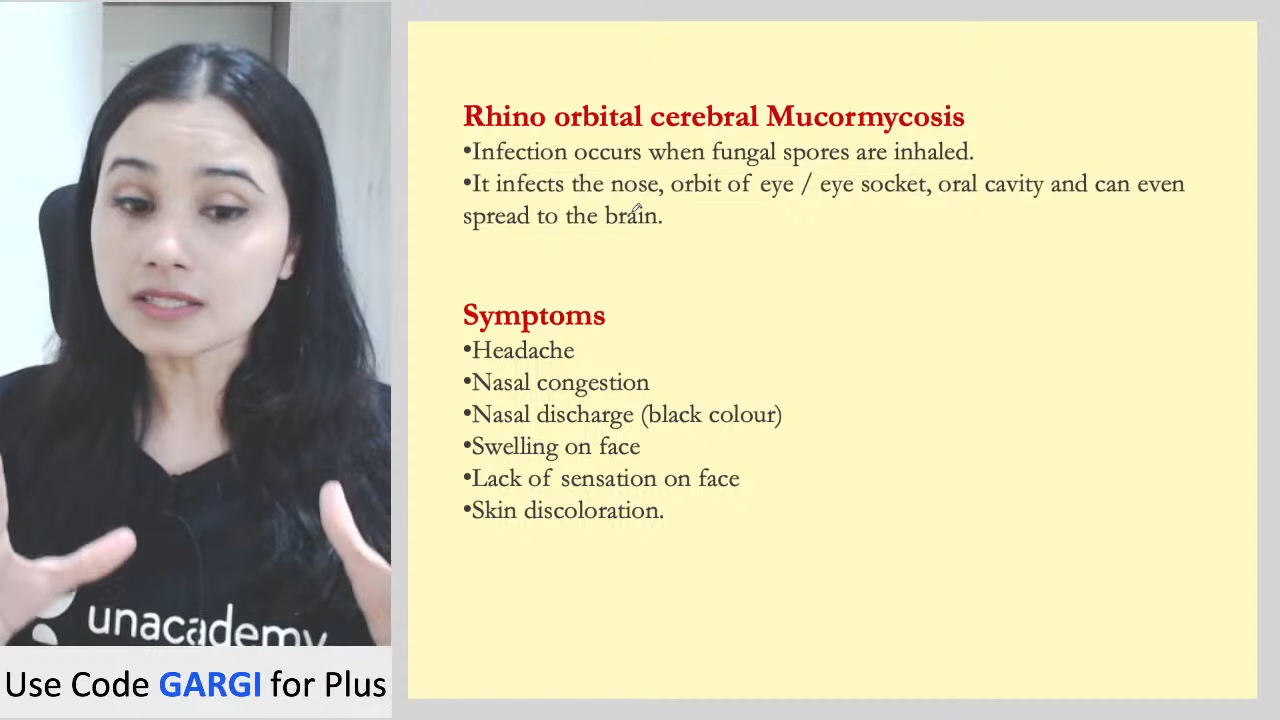 Rhino orbital cerebral Mucormycosis
•Infection occurs when fungal spores are inhaled.
•It infects the nose, orbit of eye / eye socket, oral cavity and can even
spread to the brain.
Symptoms
•Headache
•Nasal congestion
•Nasal discharge (black colour)
•Swelling on face
•Lack of sensation on face
•Skin discoloration.
unacademy
Use Code GARGI for Plus